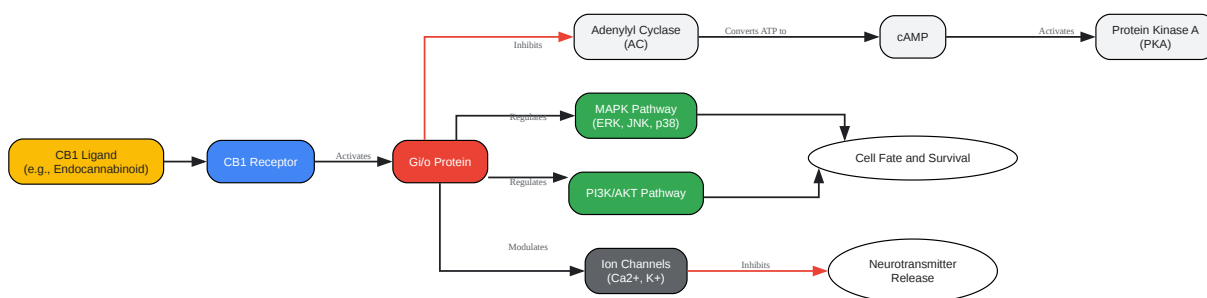 Adenylyl Cyclase
(AC)
Converts ATP to
cAMP
Activates
Protein Kinase A
(PKA)
Inhibits
MAPK Pathway
(ERK, JNK, p38)
Regulates
CB1 Ligand
(e.g., Endocannabinoid)
CB1 Receptor
Activates
Gi/o Protein
Cell Fate and Survival
Regulates
PI3K/AKT Pathway
Modulates
Ion Channels
(Ca2+, K+)
Inhibits
Neurotransmitter
Release